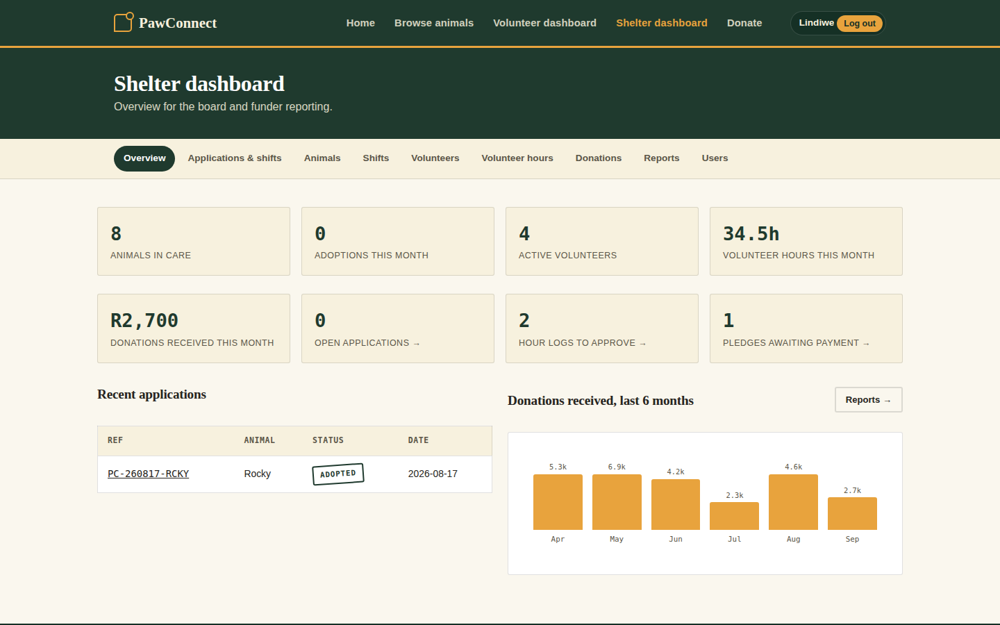 PawConnect
Home Browse animals Volunteer dashboard Shelter dashboard Donate Lindiwe Log out
Shelter dashboard
Overview for the board and funder reporting.
Overview Applications & shifts Animals Shifts Volunteers Volunteer hours Donations Reports Users
8
ANIMALS IN CARE
0
ADOPTIONS THIS MONTH
4
ACTIVE VOLUNTEERS
34.5h
VOLUNTEER HOURS THIS MONTH
R2,700
DONATIONS RECEIVED THIS MONTH
0
OPEN APPLICATIONS →
2
HOUR LOGS TO APPROVE →
1
PLEDGES AWAITING PAYMENT →
Recent applications
REF ANIMAL STATUS DATE
PC-260817-RCKY Rocky ADOPTED 2026-08-17
Donations received, last 6 months
Reports →
5.3k 6.9k 4.2k 2.3k 4.6k 2.7k
Apr May Jun Jul Aug Sep